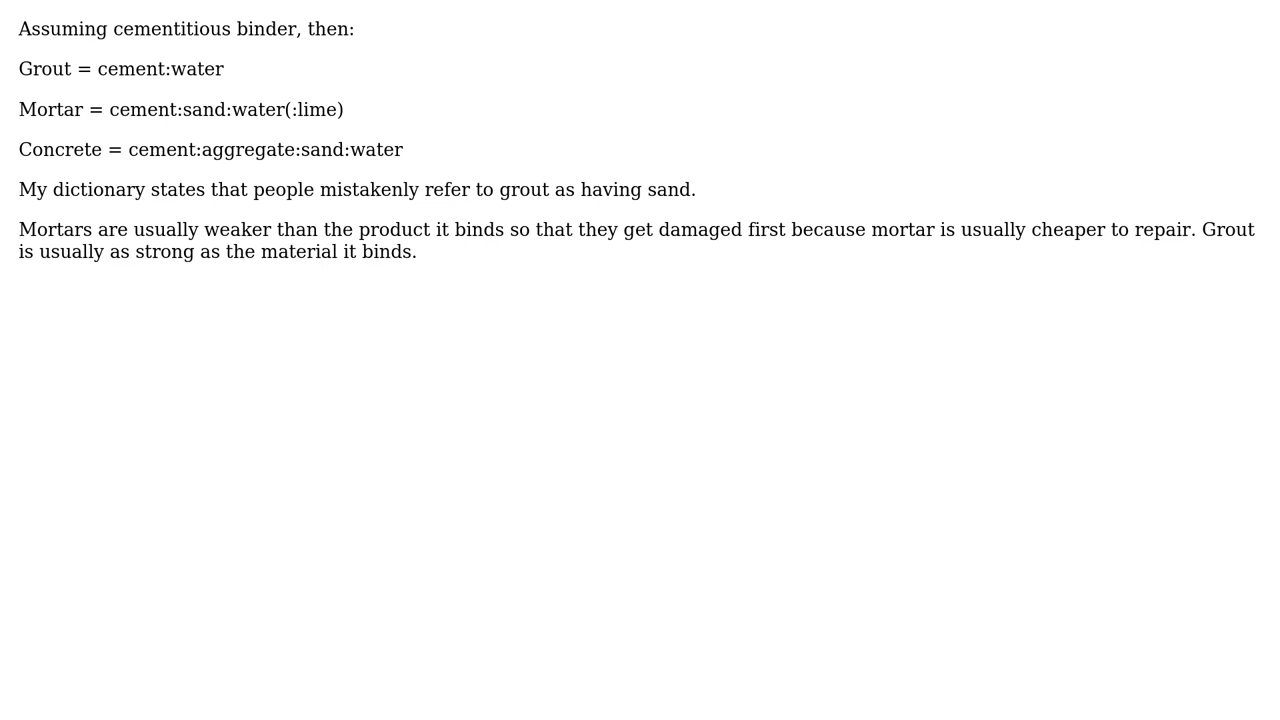 Assuming cementitious binder, then:
Grout = cement:water
Mortar = cement:sand:water(:lime)
Concrete = cement:aggregate:sand:water
My dictionary states that people mistakenly refer to grout as having sand.
Mortars are usually weaker than the product it binds so that they get damaged first because mortar is usually cheaper to repair. Grout
is usually as strong as the material it binds.